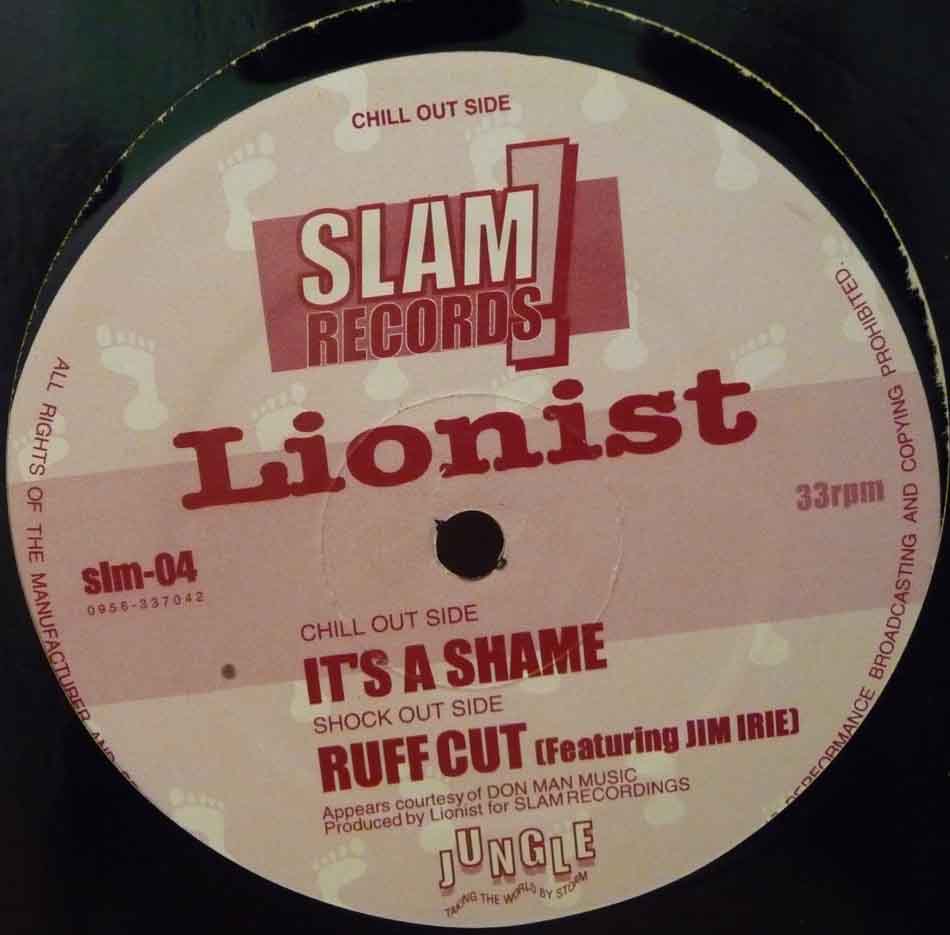 CHILL OUT SIDE
SLAM!
RECORDS
Lionist
33rpm
slm-04
0956-337042
CHILL OUT SIDE
IT'S A SHAME
SHOCK OUT SIDE
RUFF CUT (Featuring JIM IRIE)
Appears courtesy of DON MAN MUSIC
Produced by Lionist for SLAM RECORDINGS
JUNGLE
TAKING THE WORLD BY STORM
ALL RIGHTS OF THE MANUFACTURER AND
PERFORMANCE BROADCASTING AND COPYING PROHIBITED.